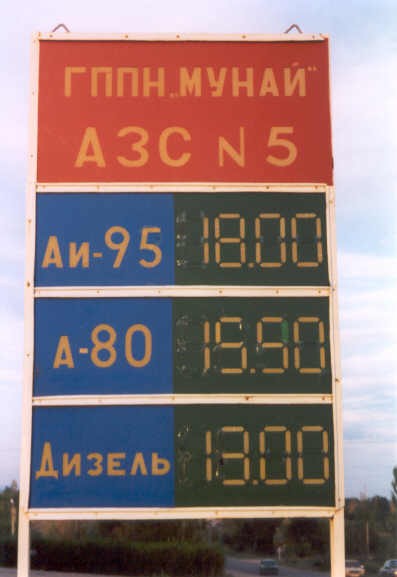 ГППН „МУНАЙ“
АЗС N 5
Аи-95 18.00
А-80 15.50
Дизель 13.00